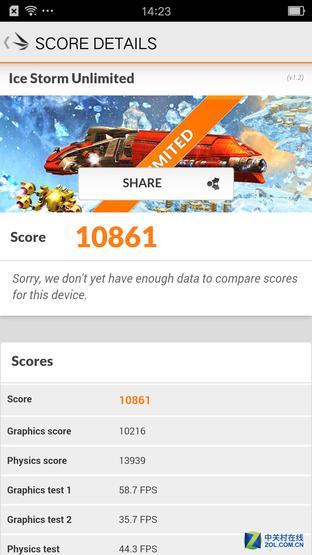 14:23
SCORE DETAILS
Ice Storm Unlimited (v1.2)
LIMITED
SHARE
Score 10861
Sorry, we don't yet have enough data to compare scores
for this device.
Scores
Score 10861
Graphics score 10216
Physics score 13939
Graphics test 1 58.7 FPS
Graphics test 2 35.7 FPS
Physics test 44.3 FPS
Z 中关村在线
ZOL.COM.CN